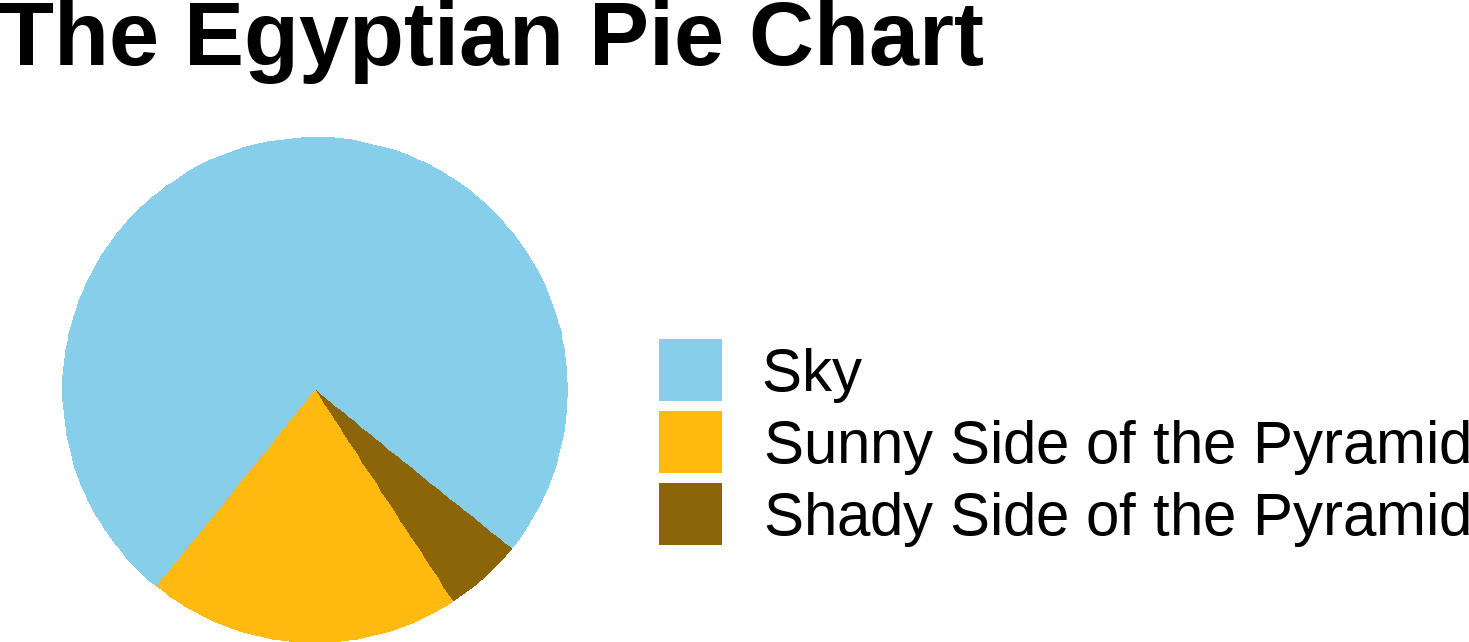 The Egyptian Pie Chart
Sky
Sunny Side of the Pyramid
Shady Side of the Pyramid